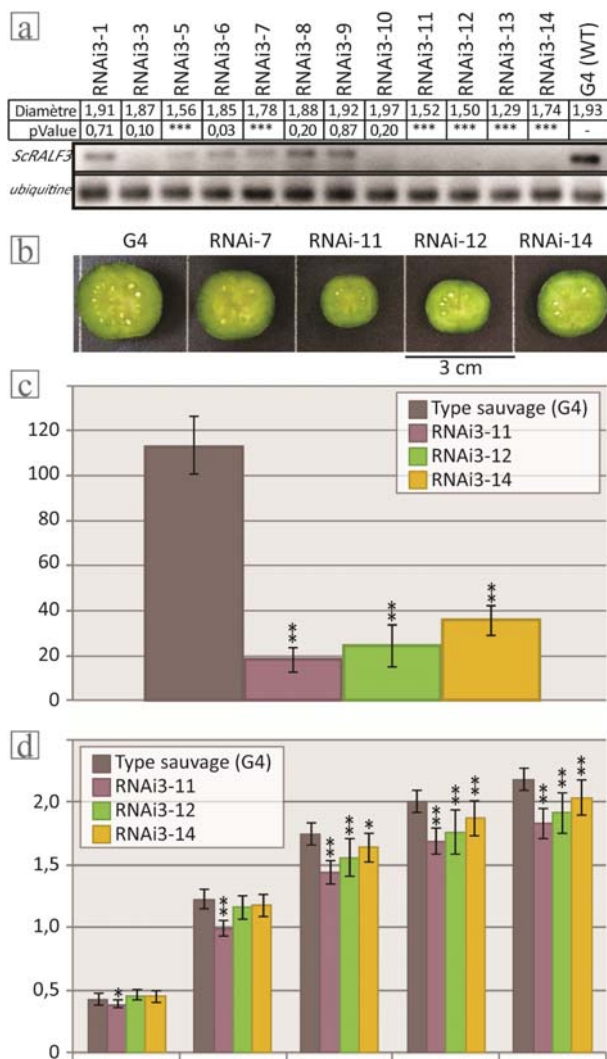 a
RNAi3-1 RNAi3-3 RNAi3-5 RNAi3-6 RNAi3-7 RNAi3-8 RNAi3-9 RNAi3-10 RNAi3-11 RNAi3-12 RNAi3-13 RNAi3-14 G4 (WT)
Diamètre 1,91 1,87 1,56 1,85 1,78 1,88 1,92 1,97 1,52 1,50 1,29 1,74 1,93
pValue 0,71 0,10 *** 0,03 *** 0,20 0,87 0,20 *** *** *** *** -
ScRALF3
ubiquitine
b
G4 RNAi-7 RNAi-11 RNAi-12 RNAi-14
3 cm
c
120
100
80
60
40
20
0
Type sauvage (G4)
RNAi3-11
RNAi3-12
RNAi3-14
** ** **
d
2,0
1,5
1,0
0,5
0
Type sauvage (G4)
RNAi3-11
RNAi3-12
RNAi3-14
* ** ** ** * ** ** ** ** ** **